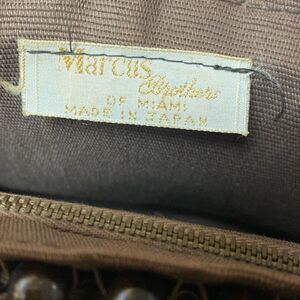 Marcus
Brothers
OF MIAMI
MADE IN JAPAN